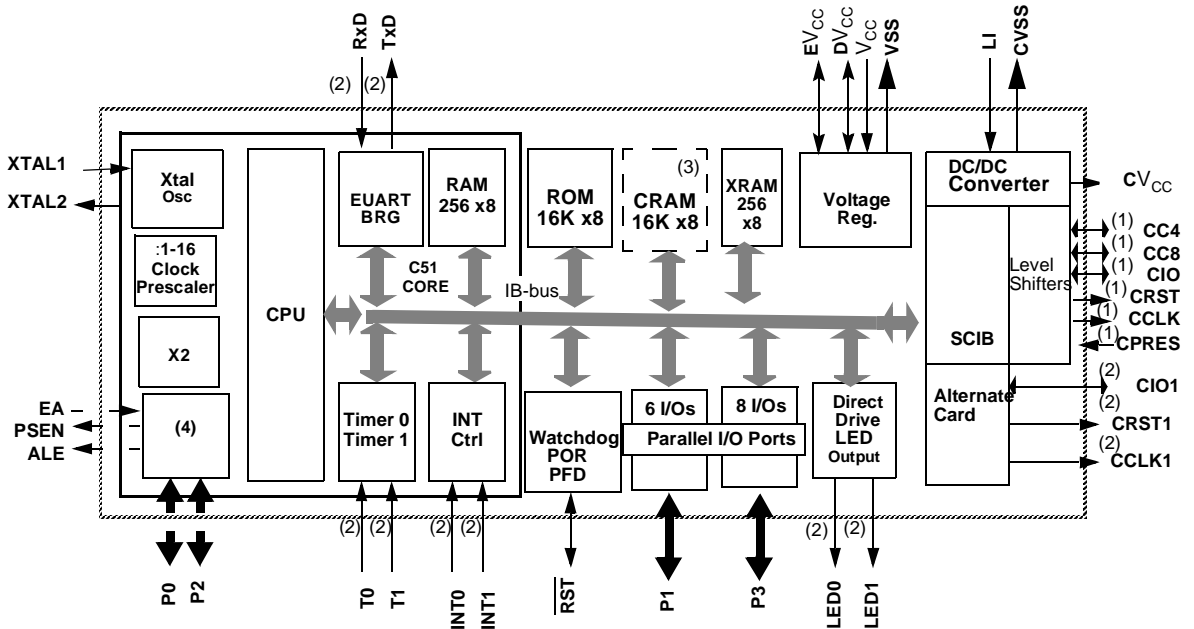 RxD
TxD
EVCC
DVCC
VCC
VSS
LI
CVSS
(2)
(2)
XTAL1
XTAL2
Xtal
Osc
:1-16
Clock
Prescaler
X2
(4)
EA
PSEN
ALE
CPU
EUART
BRG
RAM
256 x8
C51
CORE
IB-bus
ROM
16K x8
(3)
CRAM
16K x8
XRAM
256
x8
Voltage
Reg.
DC/DC
Converter
CVCC
Level
Shifters
SCIB
(1)
CC4
(1)
CC8
(1)
CIO
(1)
CRST
(1)
CCLK
(1)
CPRES
Alternate
Card
(2)
CIO1
(2)
CRST1
(2)
CCLK1
Timer 0
Timer 1
INT
Ctrl
Watchdog
POR
PFD
6 I/Os
8 I/Os
Parallel I/O Ports
Direct
Drive
LED
Output
(2)
(2)
(2)
(2)
(2)
(2)
P0
P2
T0
T1
INT0
INT1
RST
P1
P3
LED0
LED1